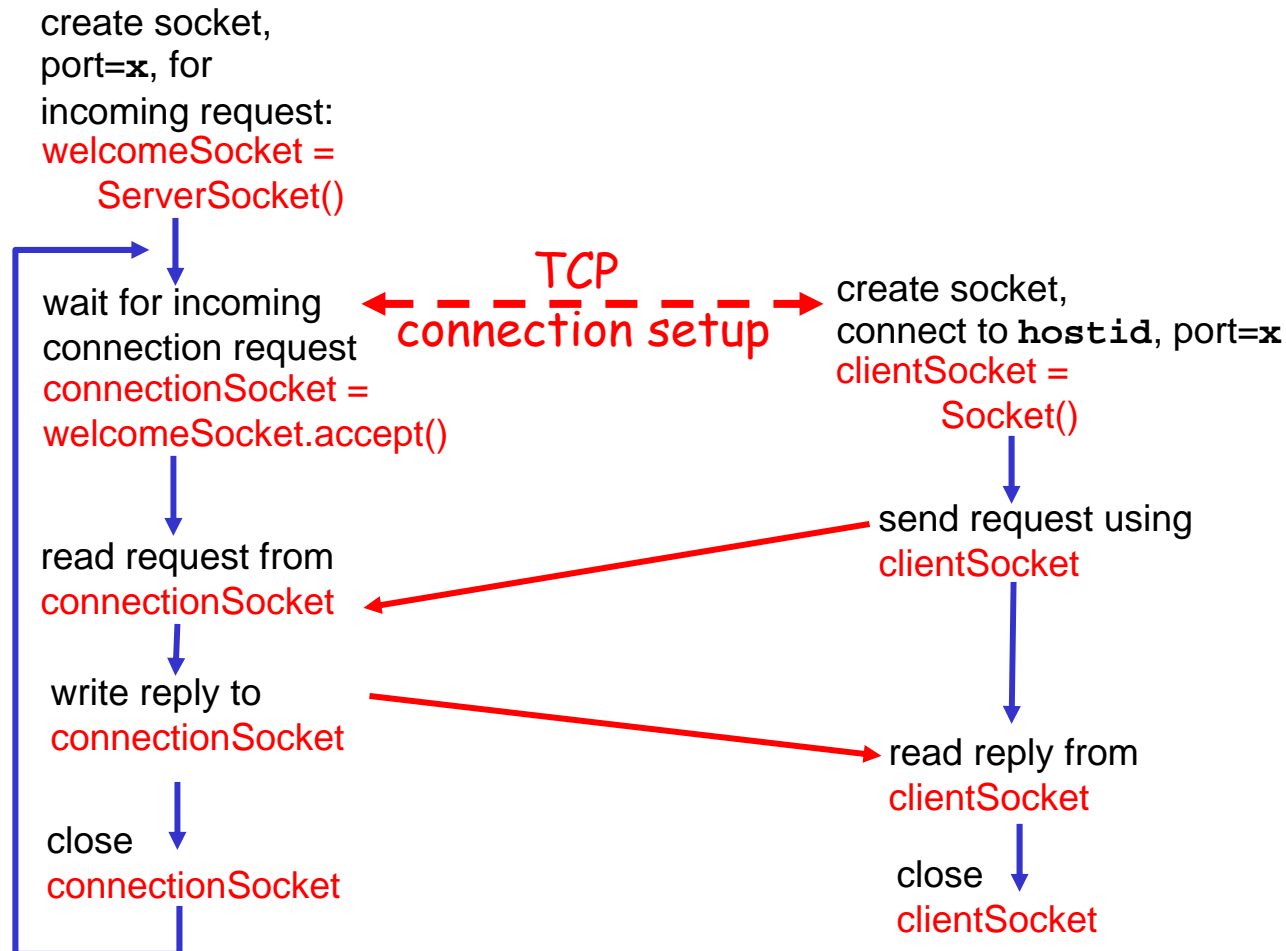 create socket,
port=x, for
incoming request:
welcomeSocket =
ServerSocket()
wait for incoming
connection request
connectionSocket =
welcomeSocket.accept()
TCP
connection setup
create socket,
connect to hostid, port=x
clientSocket =
Socket()
read request from
connectionSocket
send request using
clientSocket
write reply to
connectionSocket
read reply from
clientSocket
close
connectionSocket
close
clientSocket